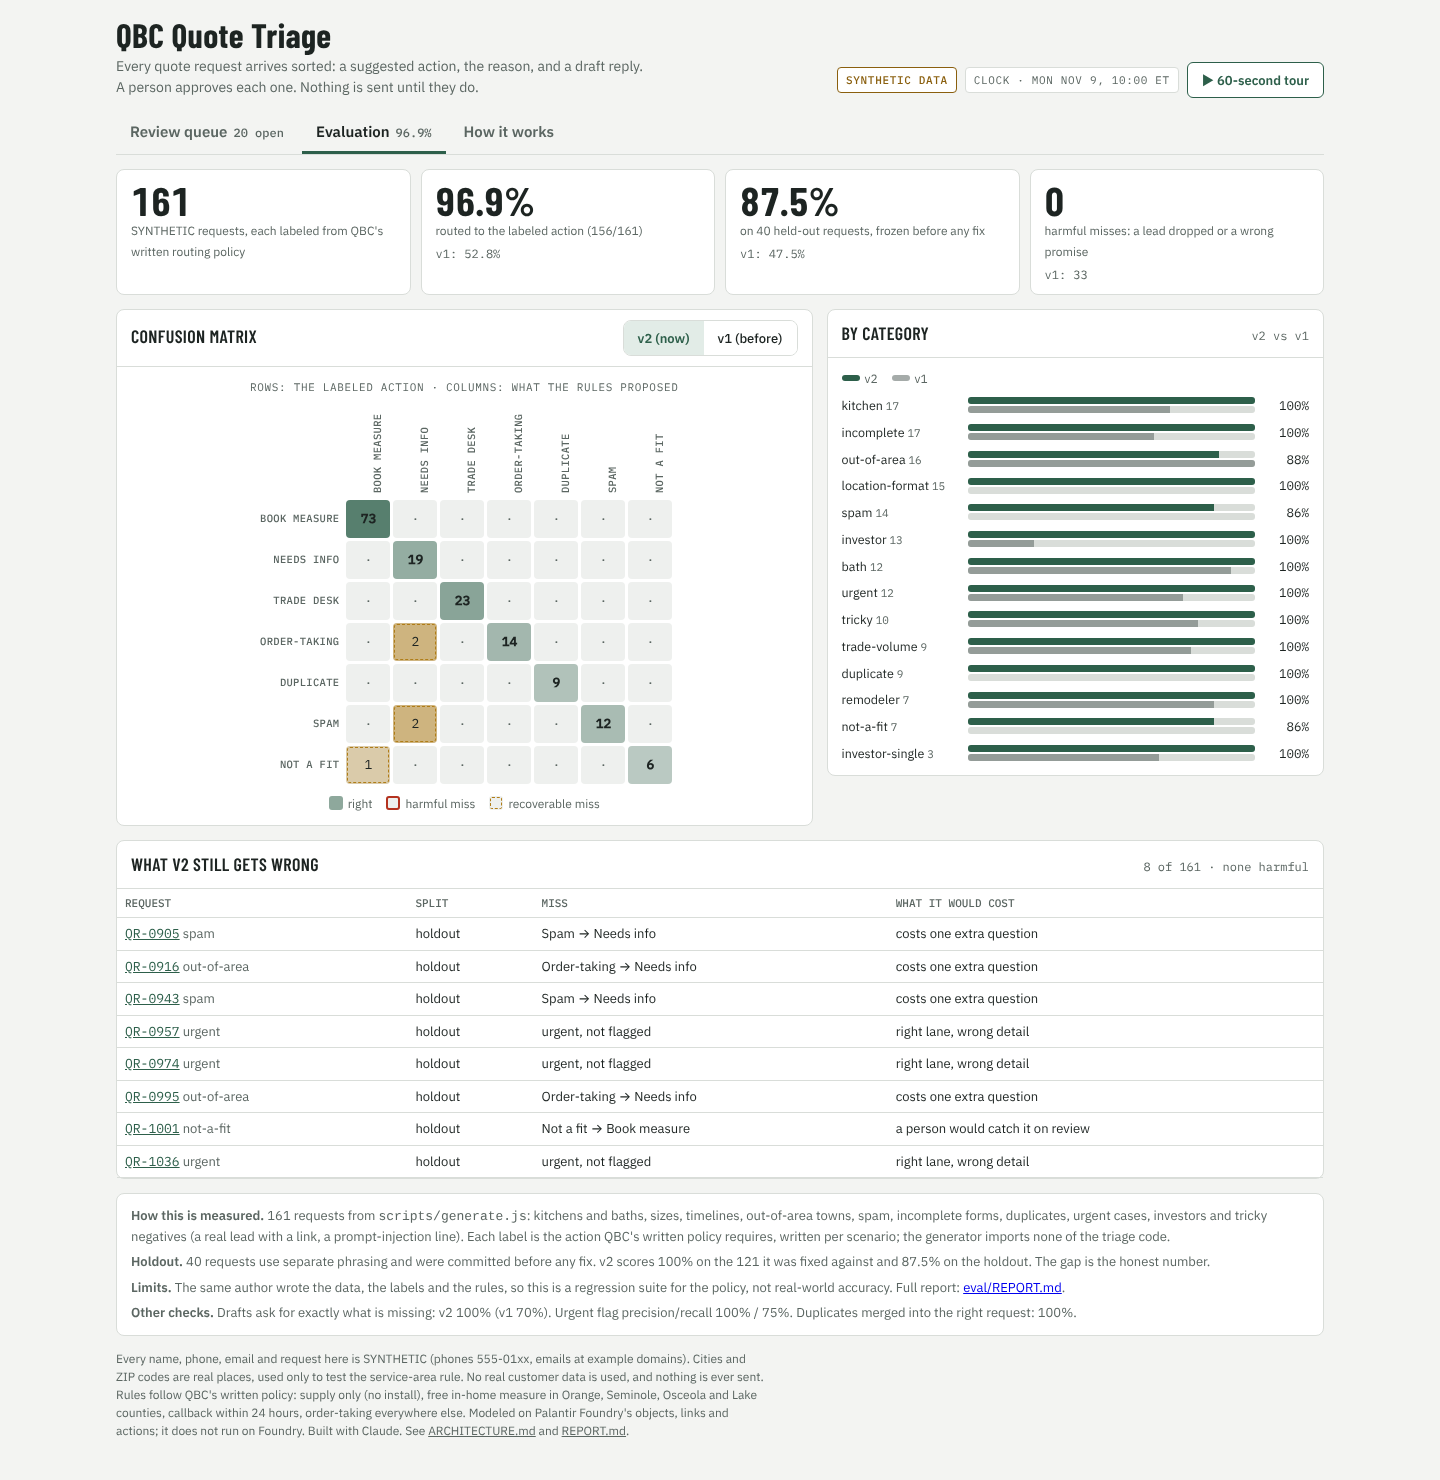 QBC Quote Triage
Every quote request arrives sorted: a suggested action, the reason, and a draft reply.
A person approves each one. Nothing is sent until they do.
SYNTHETIC DATA
CLOCK · MON NOV 9, 10:00 ET
▶ 60-second tour
Review queue 20 open
Evaluation 96.9%
How it works
161
SYNTHETIC requests, each labeled from QBC's
written routing policy
96.9%
routed to the labeled action (156/161)
v1: 52.8%
87.5%
on 40 held-out requests, frozen before any fix
v1: 47.5%
0
harmful misses: a lead dropped or a wrong
promise
v1: 33
CONFUSION MATRIX
v2 (now) v1 (before)
ROWS: THE LABELED ACTION · COLUMNS: WHAT THE RULES PROPOSED
BOOK MEASURE
NEEDS INFO
TRADE DESK
ORDER-TAKING
DUPLICATE
SPAM
NOT A FIT
BOOK MEASURE 73 · · · · · ·
NEEDS INFO · 19 · · · · ·
TRADE DESK · · 23 · · · ·
ORDER-TAKING · 2 · 14 · · ·
DUPLICATE · · · · 9 · ·
SPAM · 2 · · · 12 ·
NOT A FIT 1 · · · · · 6
right harmful miss recoverable miss
BY CATEGORY
v2 vs v1
v2 v1
kitchen 17 100%
incomplete 17 100%
out-of-area 16 88%
location-format 15 100%
spam 14 86%
investor 13 100%
bath 12 100%
urgent 12 100%
tricky 10 100%
trade-volume 9 100%
duplicate 9 100%
remodeler 7 100%
not-a-fit 7 86%
investor-single 3 100%
WHAT V2 STILL GETS WRONG
8 of 161 · none harmful
REQUEST SPLIT MISS WHAT IT WOULD COST
QR-0905 spam holdout Spam → Needs info costs one extra question
QR-0916 out-of-area holdout Order-taking → Needs info costs one extra question
QR-0943 spam holdout Spam → Needs info costs one extra question
QR-0957 urgent holdout urgent, not flagged right lane, wrong detail
QR-0974 urgent holdout urgent, not flagged right lane, wrong detail
QR-0995 out-of-area holdout Order-taking → Needs info costs one extra question
QR-1001 not-a-fit holdout Not a fit → Book measure a person would catch it on review
QR-1036 urgent holdout urgent, not flagged right lane, wrong detail
How this is measured. 161 requests from scripts/generate.js: kitchens and baths, sizes, timelines, out-of-area towns, spam, incomplete forms, duplicates, urgent cases, investors and tricky
negatives (a real lead with a link, a prompt-injection line). Each label is the action QBC's written policy requires, written per scenario; the generator imports none of the triage code.
Holdout. 40 requests use separate phrasing and were committed before any fix. v2 scores 100% on the 121 it was fixed against and 87.5% on the holdout. The gap is the honest number.
Limits. The same author wrote the data, the labels and the rules, so this is a regression suite for the policy, not real-world accuracy. Full report: eval/REPORT.md.
Other checks. Drafts ask for exactly what is missing: v2 100% (v1 70%). Urgent flag precision/recall 100% / 75%. Duplicates merged into the right request: 100%.
Every name, phone, email and request here is SYNTHETIC (phones 555-01xx, emails at example domains). Cities and
ZIP codes are real places, used only to test the service-area rule. No real customer data is used, and nothing is ever sent.
Rules follow QBC's written policy: supply only (no install), free in-home measure in Orange, Seminole, Osceola and Lake
counties, callback within 24 hours, order-taking everywhere else. Modeled on Palantir Foundry's objects, links and
actions; it does not run on Foundry. Built with Claude. See ARCHITECTURE.md and REPORT.md.